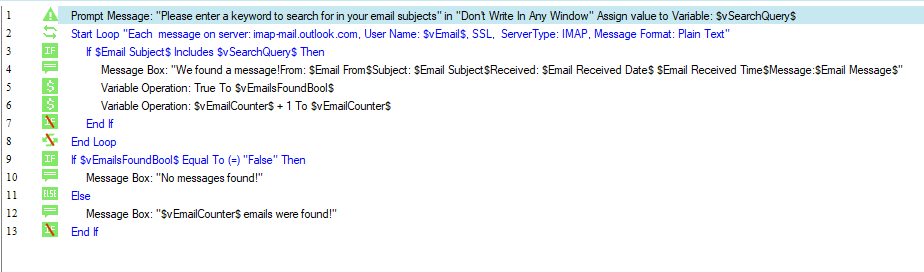 1 Prompt Message: "Please enter a keyword to search for in your email subjects" in "Don't Write In Any Window" Assign value to Variable: $vSearchQuery$
2 Start Loop "Each message on server: imap-mail.outlook.com, User Name: $vEmail$, SSL, ServerType: IMAP, Message Format: Plain Text"
3 IF If $Email Subject$ Includes $vSearchQuery$ Then
4 Message Box: "We found a message!From: $Email From$Subject: $Email Subject$Received: $Email Received Date$ $Email Received Time$Message:$Email Message$"
5 $ Variable Operation: True To $vEmailsFoundBool$
6 $ Variable Operation: $vEmailCounter$ + 1 To $vEmailCounter$
7 IF End If
8 End Loop
9 IF If $vEmailsFoundBool$ Equal To (=) "False" Then
10 Message Box: "No messages found!"
11 ELSE Else
12 Message Box: "$vEmailCounter$ emails were found!"
13 IF End If